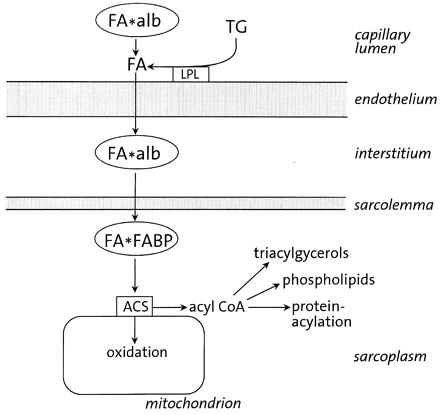 FA*alb
TG
capillary
lumen
FA
LPL
endothelium
FA*alb
interstitium
sarcolemma
FA*FABP
triacylgycerols
phospholipids
ACS
acyl CoA
protein-
acylation
oxidation
sarcoplasm
mitochondrion